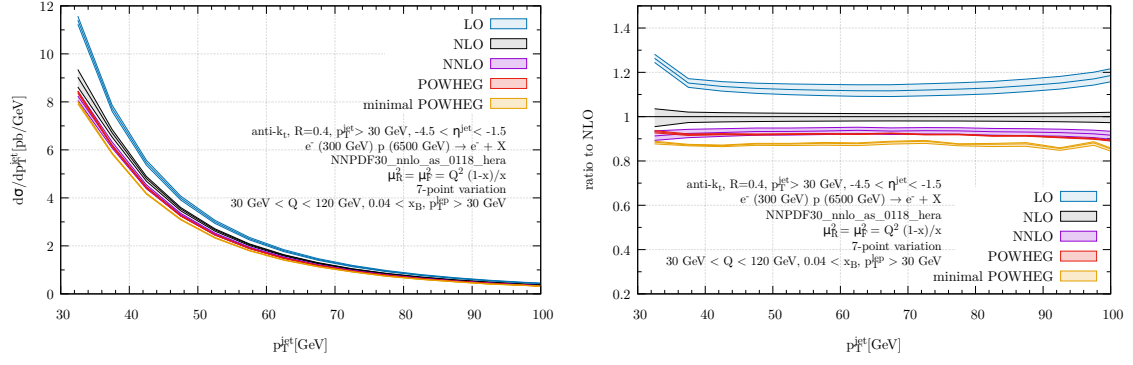 12
10
8
6
4
2
0
dσ/dp_T^jet [pb/GeV]
LO
NLO
NNLO
POWHEG
minimal POWHEG
anti-k_t, R=0.4, p_T^jet > 30 GeV, -4.5 < η^jet < -1.5
e^- (300 GeV) p (6500 GeV) → e^- + X
NNPDF30_nnlo_as_0118_hera
μ_R^2 = μ_F^2 = Q^2 (1-x)/x
7-point variation
30 GeV < Q < 120 GeV, 0.04 < x_B, p_T^lep > 30 GeV
30 40 50 60 70 80 90 100
p_T^jet [GeV]
1.4
1.2
1
0.8
0.6
0.4
0.2
ratio to NLO
anti-k_t, R=0.4, p_T^jet > 30 GeV, -4.5 < η^jet < -1.5
e^- (300 GeV) p (6500 GeV) → e^- + X
NNPDF30_nnlo_as_0118_hera
μ_R^2 = μ_F^2 = Q^2 (1-x)/x
7-point variation
30 GeV < Q < 120 GeV, 0.04 < x_B, p_T^lep > 30 GeV
LO
NLO
NNLO
POWHEG
minimal POWHEG
30 40 50 60 70 80 90 100
p_T^jet [GeV]